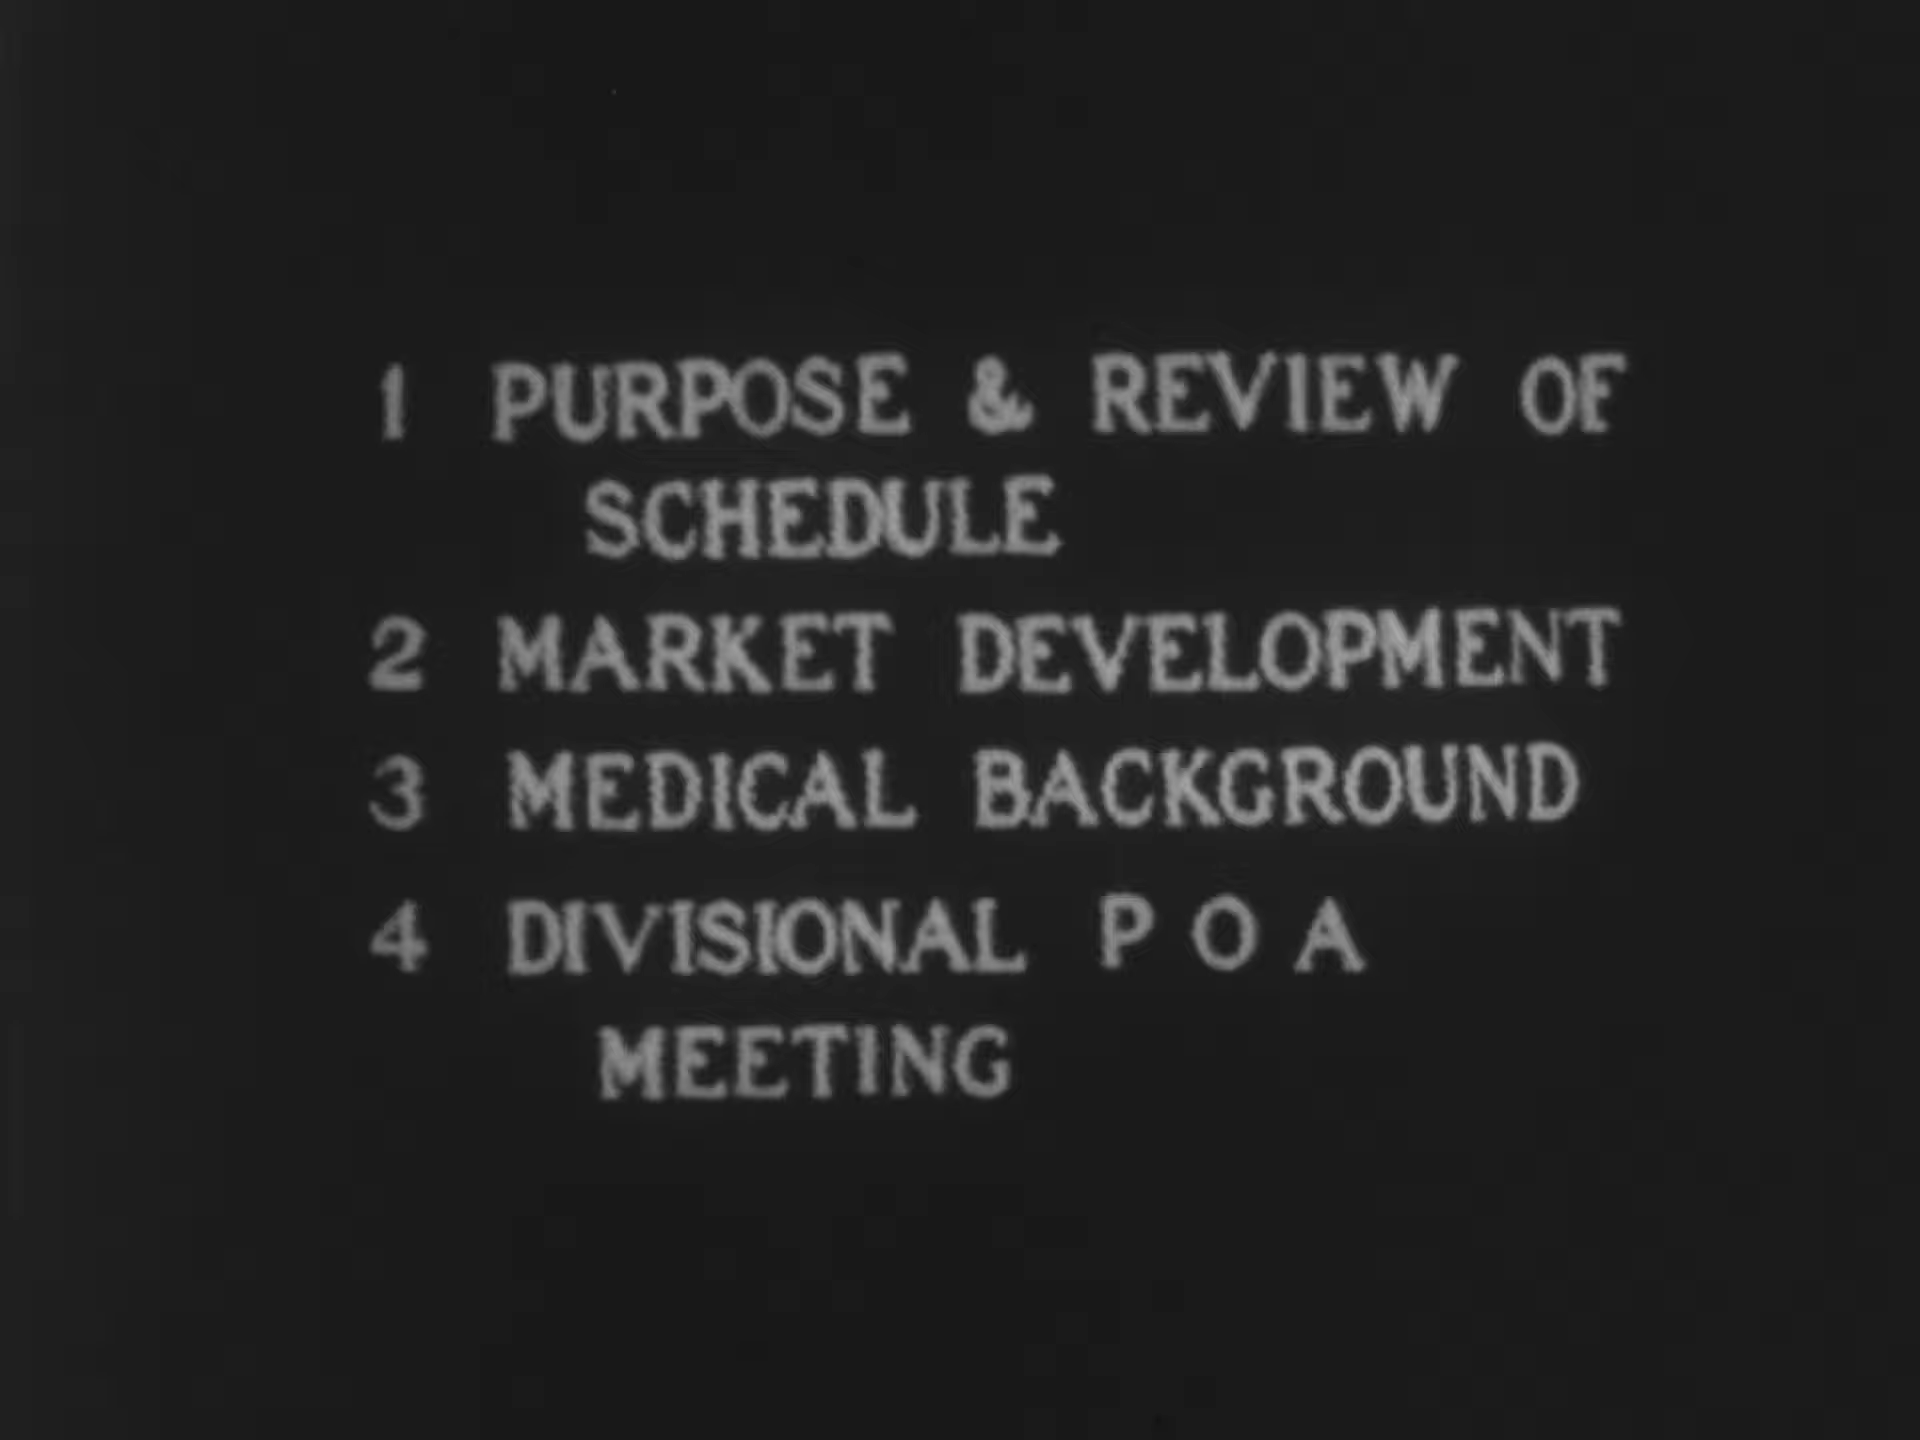 1 PURPOSE & REVIEW OF
SCHEDULE
2 MARKET DEVELOPMENT
3 MEDICAL BACKGROUND
4 DIVISIONAL P O A
MEETING